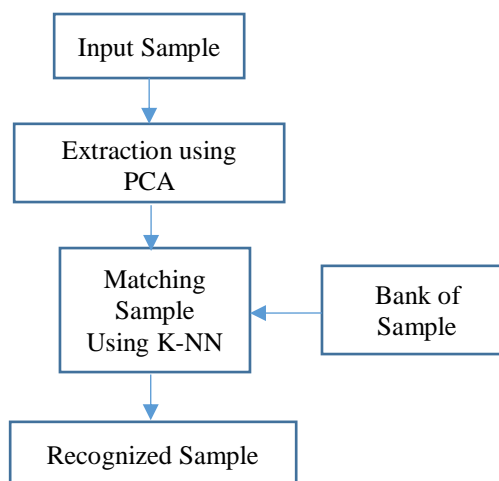 Input Sample
Extraction using
PCA
Matching
Sample
Using K-NN
Bank of
Sample
Recognized Sample